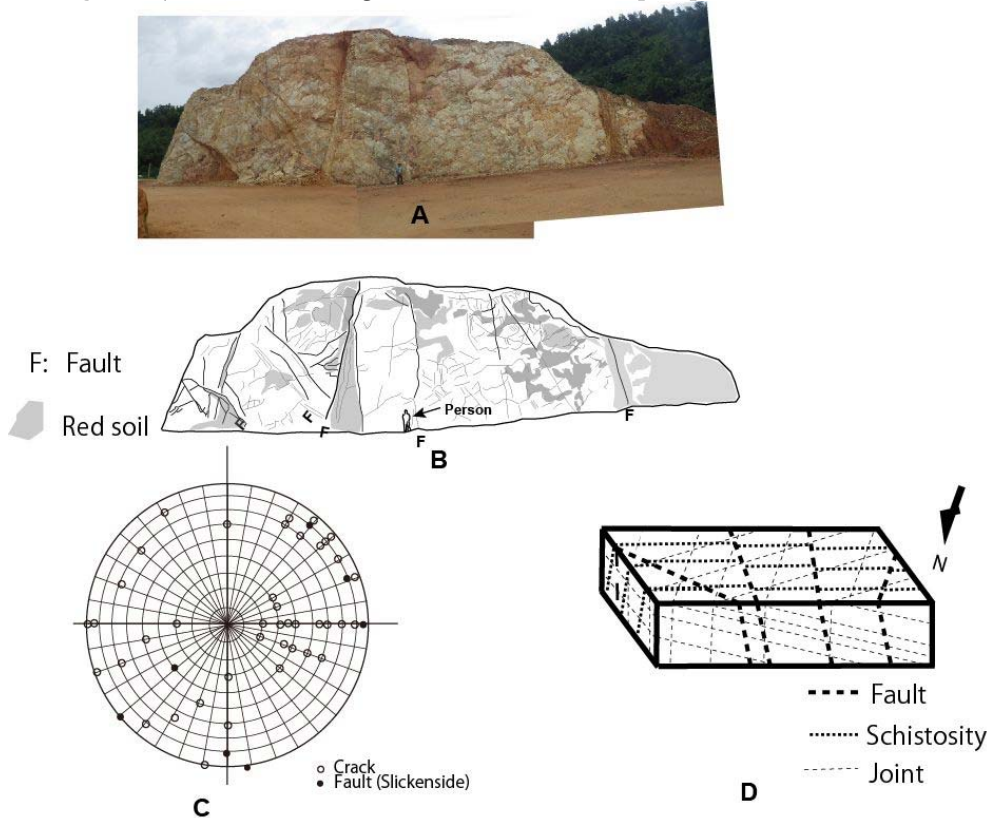 A
F: Fault
Red soil
F
F
Person
F
F
B
C
Crack
Fault (Slickenside)
N
Fault
Schistosity
Joint
D